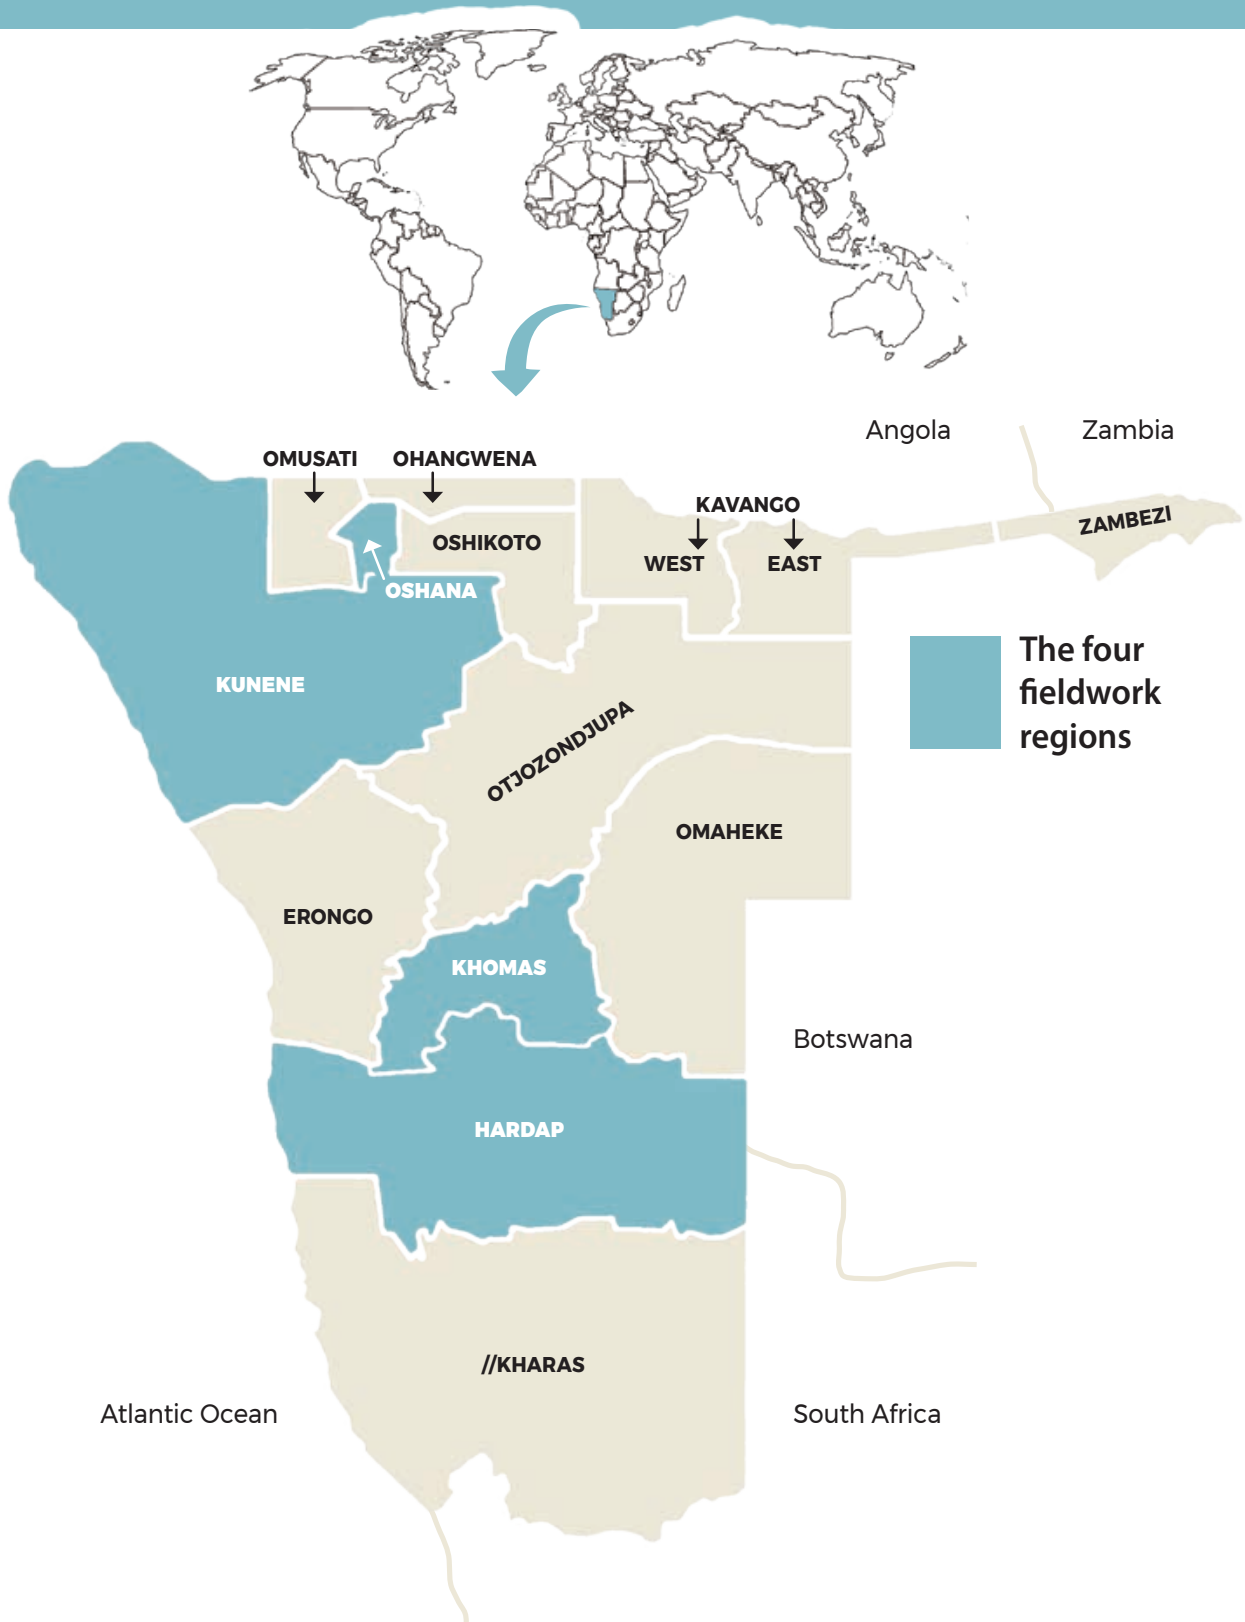 Angola
Zambia
OMUSATI
OHANGWENA
KAVANGO
ZAMBEZI
OSHIKOTO
WEST
EAST
OSHANA
The four
fieldwork
regions
KUNENE
OTJOZONDJUPA
OMAHEKE
ERONGO
KHOMAS
Botswana
HARDAP
//KHARAS
Atlantic Ocean
South Africa